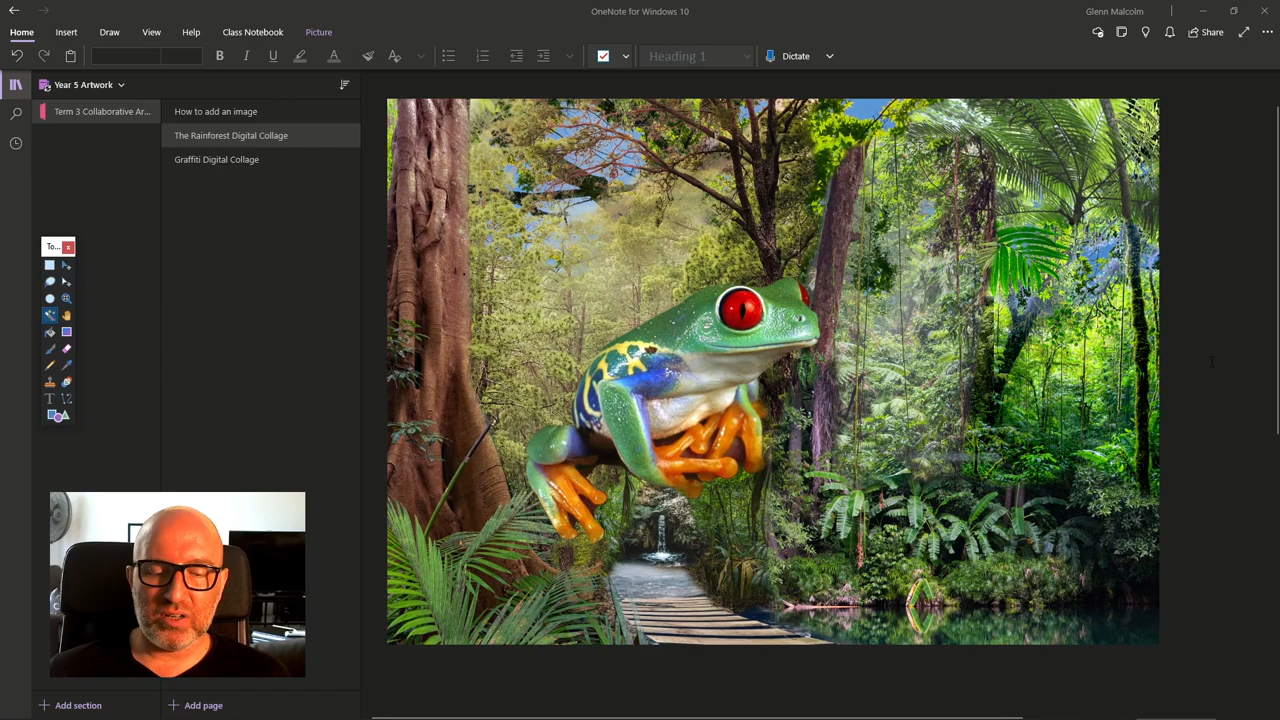 OneNote for Windows 10
Glenn Malcolm
Home
Insert
Draw
View
Help
Class Notebook
Picture
Share
Heading 1
Dictate
Year 5 Artwork
Term 3 Collaborative Ar...
How to add an image
The Rainforest Digital Collage
Graffiti Digital Collage
To...
Add section
Add page